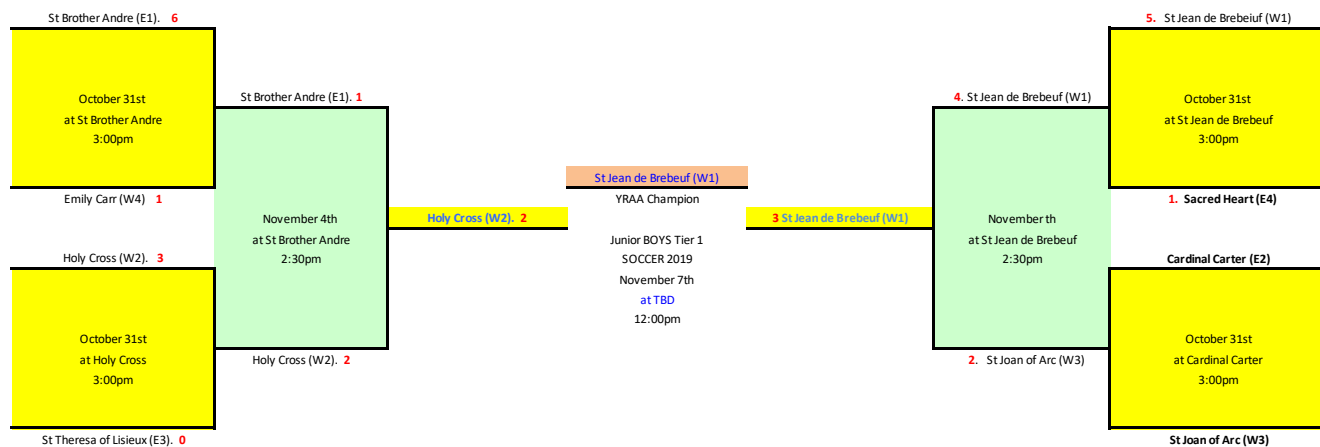 St Brother Andre (E1). 6
October 31st
at St Brother Andre
3:00pm
Emily Carr (W4) 1
Holy Cross (W2). 3
October 31st
at Holy Cross
3:00pm
St Theresa of Lisieux (E3). 0
St Brother Andre (E1). 1
November 4th
at St Brother Andre
2:30pm
Holy Cross (W2). 2
Holy Cross (W2). 2
St Jean de Brebeuf (W1)
YRAA Champion
Junior BOYS Tier 1
SOCCER 2019
November 7th
at TBD
12:00pm
3 St Jean de Brebeuf (W1)
4. St Jean de Brebeuf (W1)
November th
at St Jean de Brebeuf
2:30pm
2. St Joan of Arc (W3)
5. St Jean de Brebeiuf (W1)
October 31st
at St Jean de Brebeuf
3:00pm
1. Sacred Heart (E4)
Cardinal Carter (E2)
October 31st
at Cardinal Carter
3:00pm
St Joan of Arc (W3)